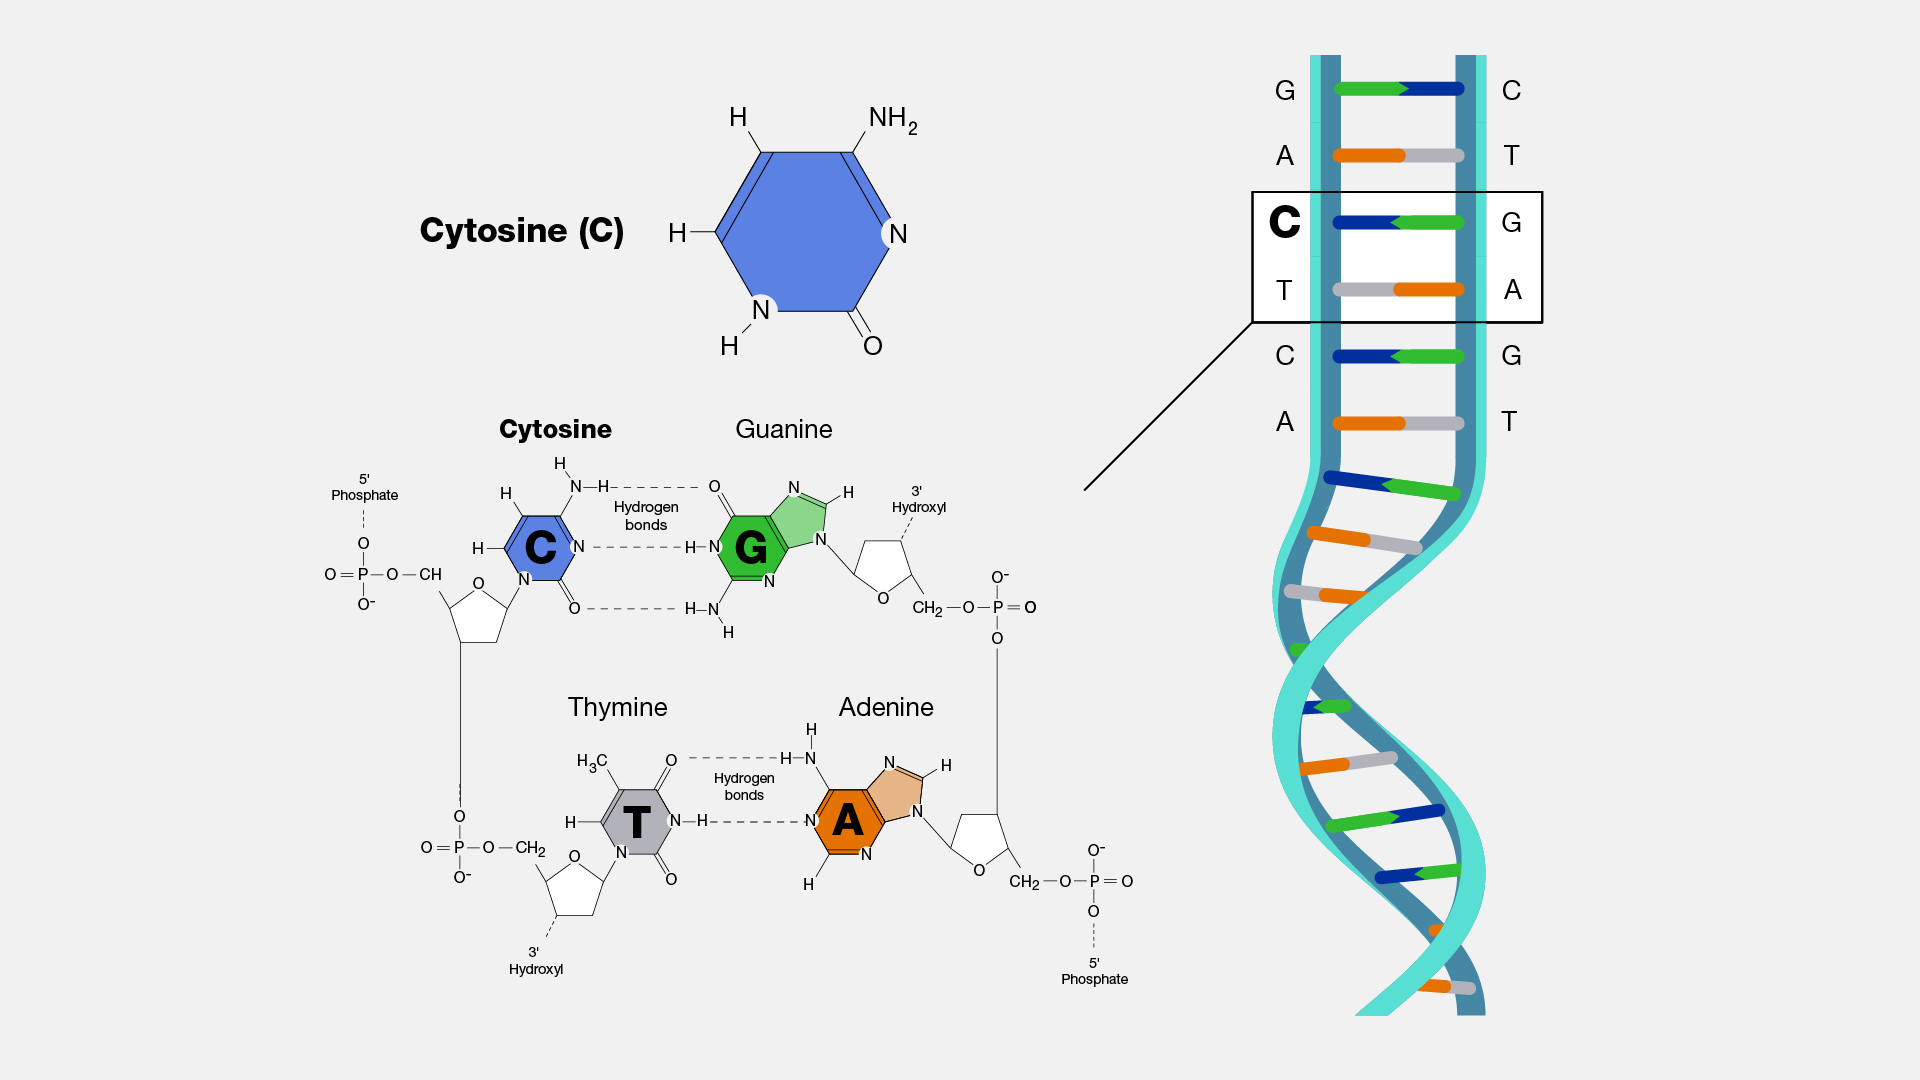 H
NH2
Cytosine (C)
H
N
N
H
O
Cytosine
Guanine
5'
Phosphate
H
H
N
H
O
N
H
3'
Hydroxyl
Hydrogen
bonds
O
H
C
N
H
N
G
N
O
P
O
CH
O-
O
N
O
N
H
N
H
O
O-
CH2
O
P
O
O
Thymine
Adenine
H
H3C
O
H
N
N
H
Hydrogen
bonds
O
H
T
N
H
N
A
N
O
P
O
CH2
O-
O
N
O
N
H
O
O-
CH2
O
P
O
O
3'
Hydroxyl
5'
Phosphate
G
C
A
T
C
G
T
A
C
G
A
T